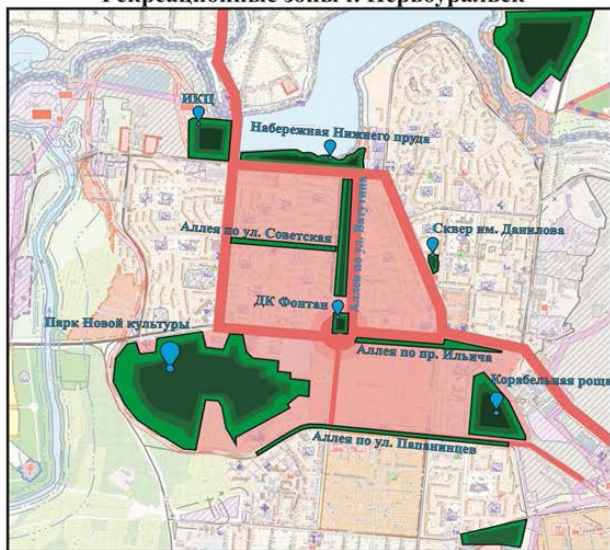 Рекреационные зоны г. Первоуральск
ИКЦ
Набережная Нижнего пруда
Аллея по ул. Ватутина
Аллея по ул. Советская
Сквер им. Данилова
ДК Фонтан
Парк Новой культуры
Аллея по пр. Ильича
Корабельная роща
Аллея по ул. Папанинцев